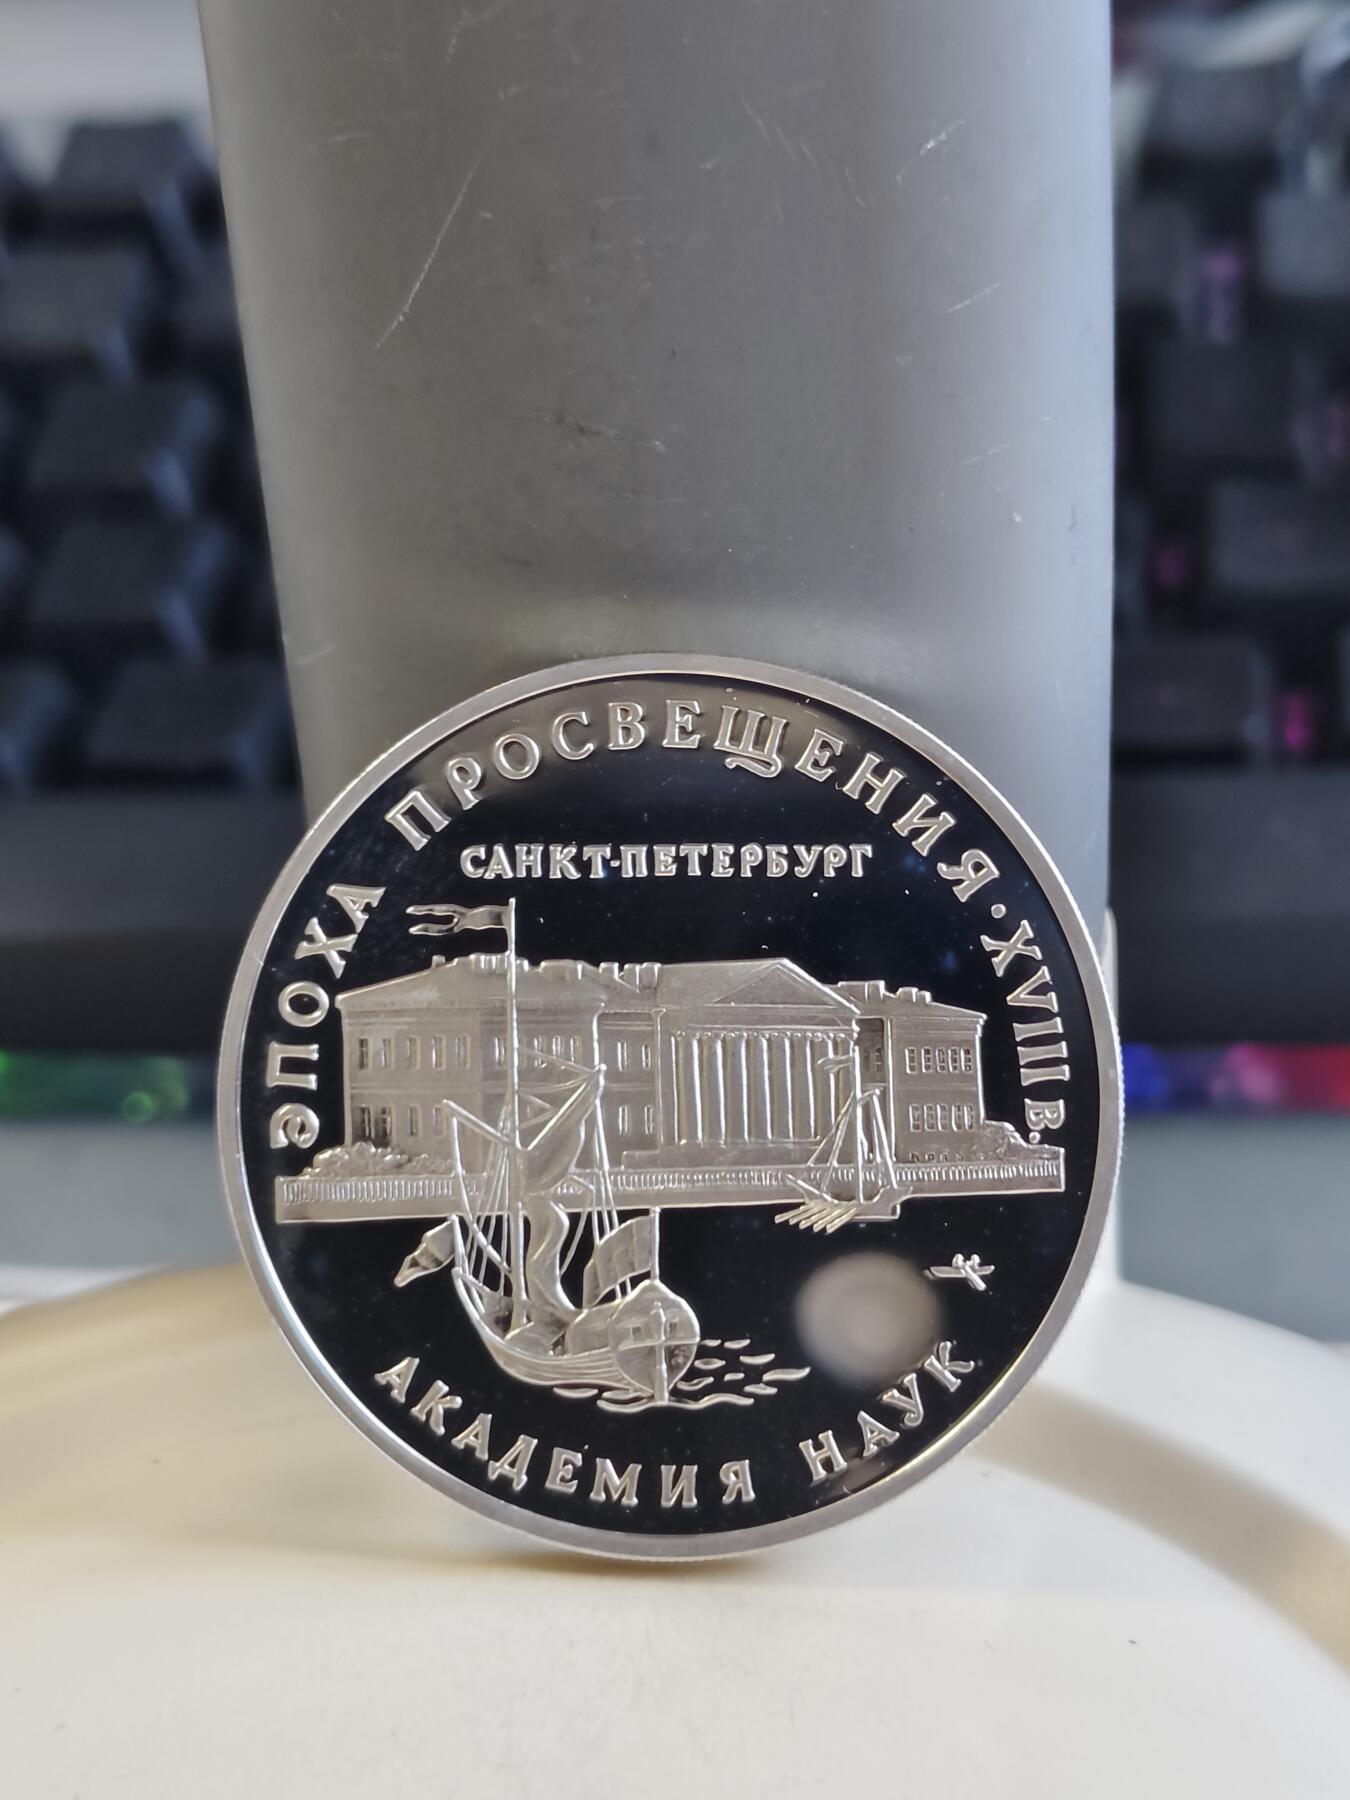 ЭПОХА ПРОСВЕЩЕНИЯ · XVIII В.
САНКТ-ПЕТЕРБУРГ
АКАДЕМИЯ НАУК